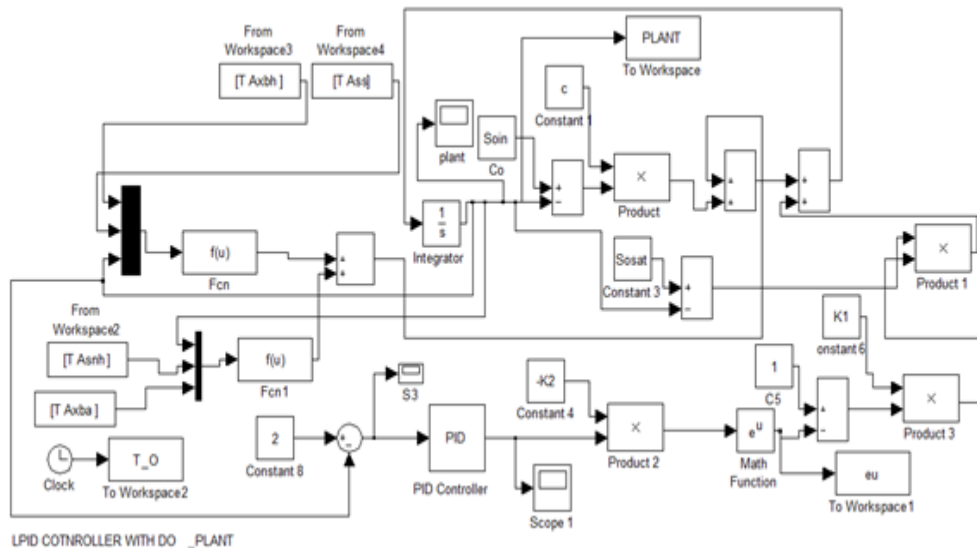 From
Workspace3
From
Workspace4
[T Axbh]
[T Ass]
PLANT
To Workspace
c
Constant 1
plant
Soin
Co
×
Product
1
s
Integrator
f(u)
Fcn
Sosat
Constant 3
×
Product 1
From
Workspace2
[T Asnh]
f(u)
Fcn1
[T Axba]
K1
onstant 6
S3
-K2
Constant 4
1
C5
×
Product 3
2
Constant 8
PID
PID Controller
×
Product 2
e^u
Math
Function
Clock
T_O
To Workspace2
Scope 1
eu
To Workspace1
LPID COTNROLLER WITH DO _PLANT